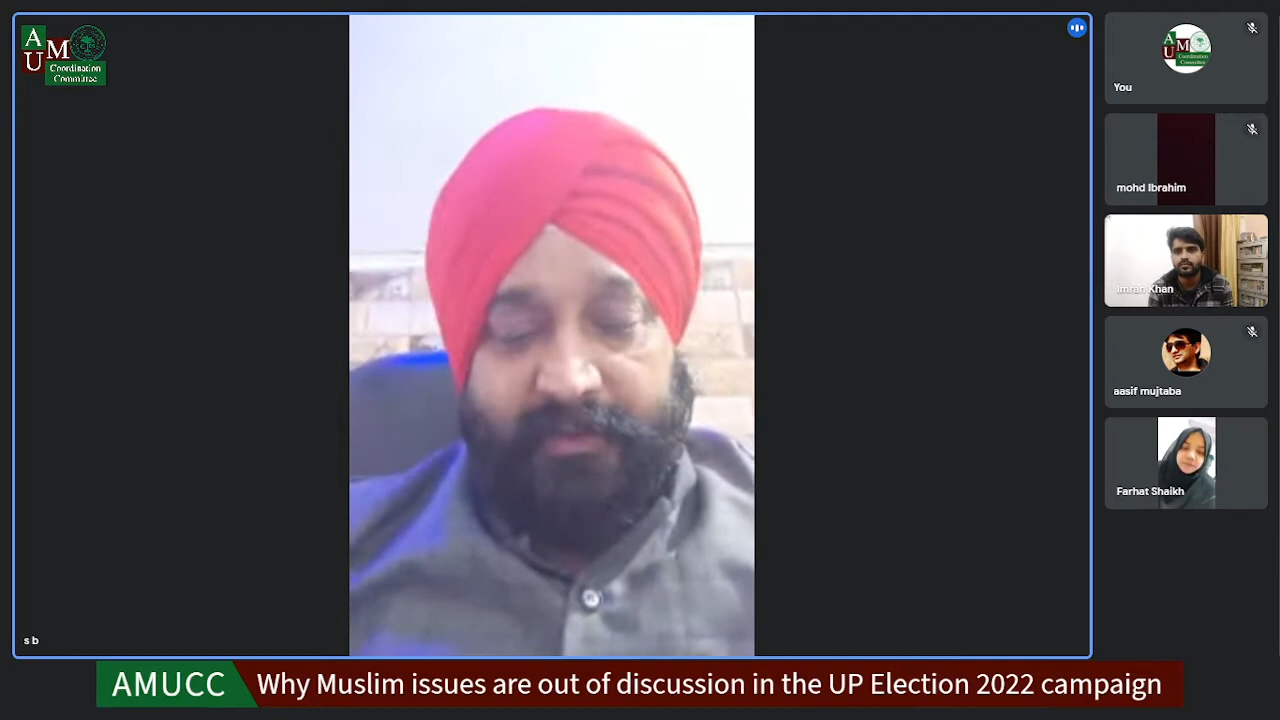 A
M
U
Coordination
Committee
You
mohd Ibrahim
Imran Khan
aasif mujtaba
Farhat Shaikh
s b
AMUCC
Why Muslim issues are out of discussion in the UP Election 2022 campaign